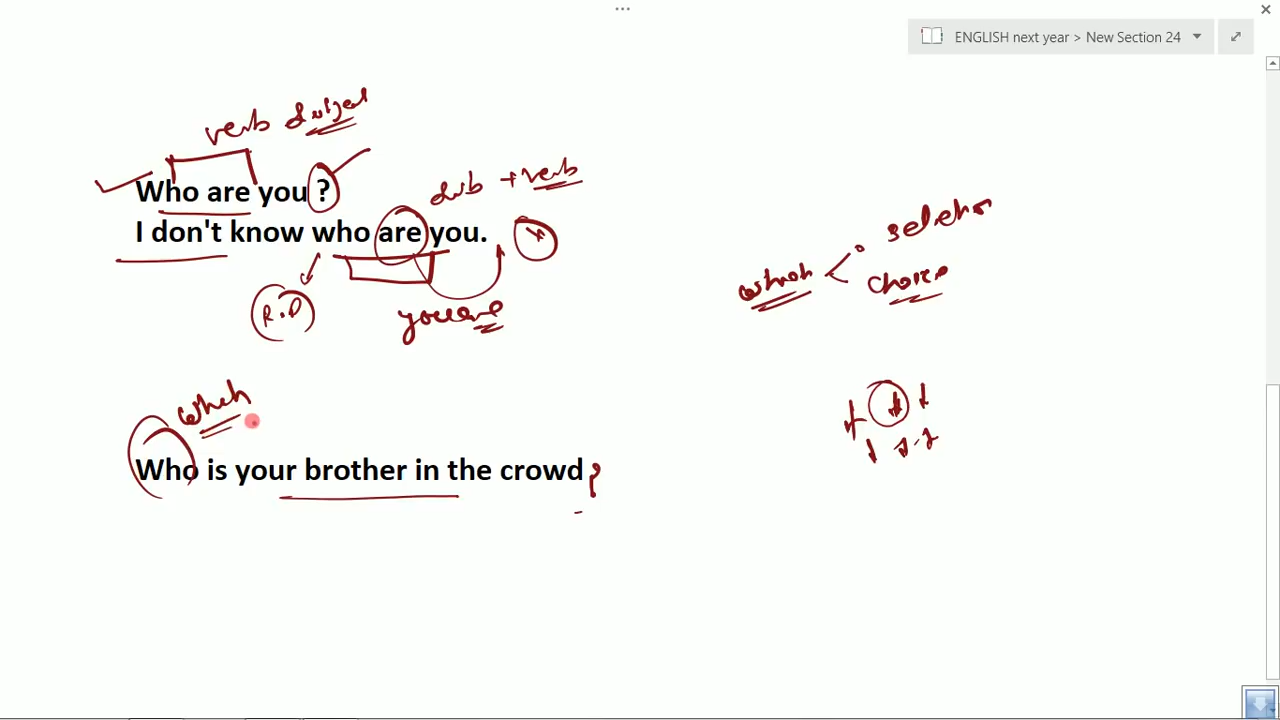 ENGLISH next year > New Section 24
verb
Who are you ?
sub + verb
I don't know who are you.
selection
which
choice
R.P
you are
which
Who is your brother in the crowd?